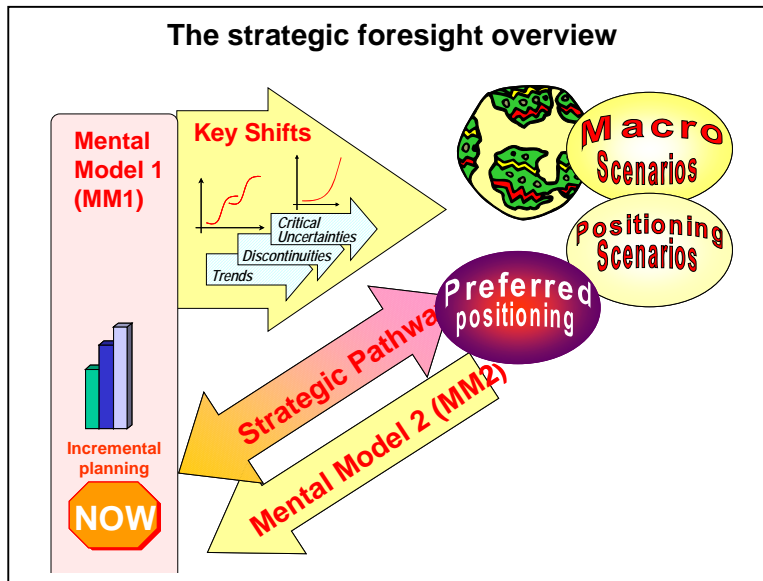 The strategic foresight overview
Mental
Model 1
(MM1)
Key Shifts
Critical
Uncertainties
Discontinuities
Trends
Macro
Scenarios
Positioning
Scenarios
Preferred
positioning
Strategic Pathwa
Mental Model 2 (MM2)
Incremental
planning
NOW